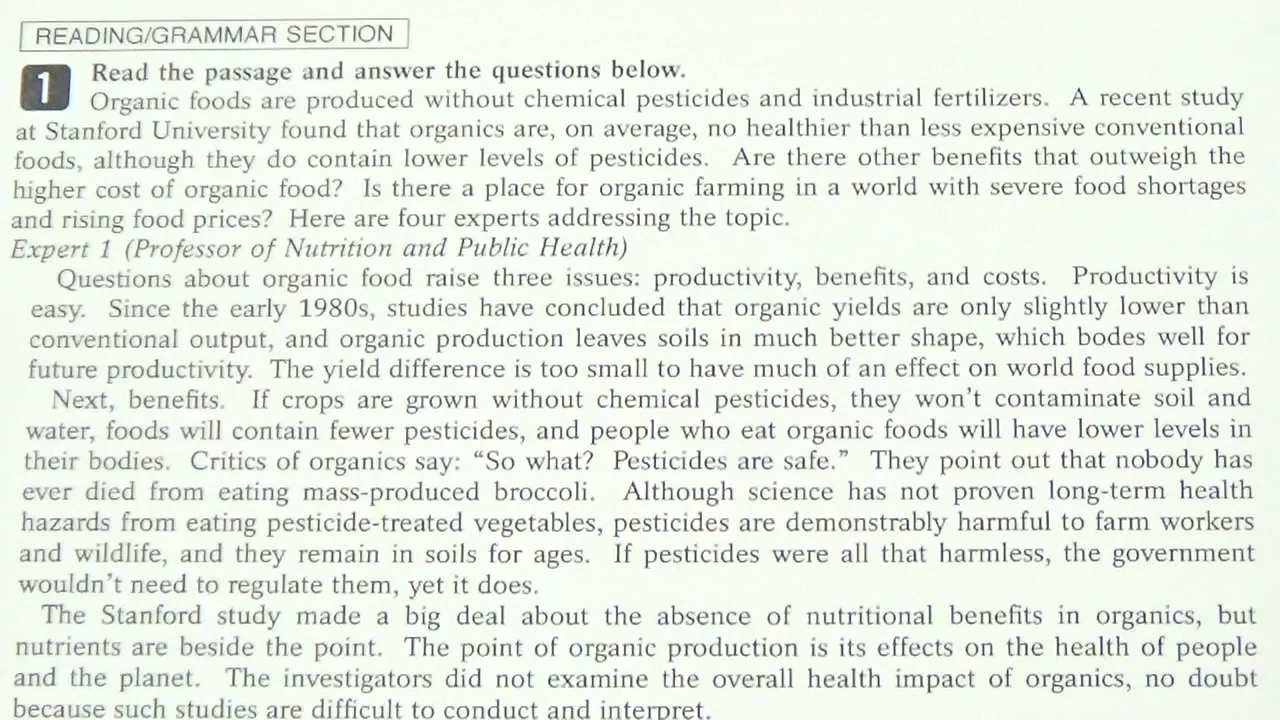 READING/GRAMMAR SECTION
1 Read the passage and answer the questions below.
Organic foods are produced without chemical pesticides and industrial fertilizers. A recent study
at Stanford University found that organics are, on average, no healthier than less expensive conventional
foods, although they do contain lower levels of pesticides. Are there other benefits that outweigh the
higher cost of organic food? Is there a place for organic farming in a world with severe food shortages
and rising food prices? Here are four experts addressing the topic.
Expert 1 (Professor of Nutrition and Public Health)
Questions about organic food raise three issues: productivity, benefits, and costs. Productivity is
easy. Since the early 1980s, studies have concluded that organic yields are only slightly lower than
conventional output, and organic production leaves soils in much better shape, which bodes well for
future productivity. The yield difference is too small to have much of an effect on world food supplies.
Next, benefits. If crops are grown without chemical pesticides, they won't contaminate soil and
water, foods will contain fewer pesticides, and people who eat organic foods will have lower levels in
their bodies. Critics of organics say: “So what? Pesticides are safe.” They point out that nobody has
ever died from eating mass-produced broccoli. Although science has not proven long-term health
hazards from eating pesticide-treated vegetables, pesticides are demonstrably harmful to farm workers
and wildlife, and they remain in soils for ages. If pesticides were all that harmless, the government
wouldn't need to regulate them, yet it does.
The Stanford study made a big deal about the absence of nutritional benefits in organics, but
nutrients are beside the point. The point of organic production is its effects on the health of people
and the planet. The investigators did not examine the overall health impact of organics, no doubt
because such studies are difficult to conduct and interpret.